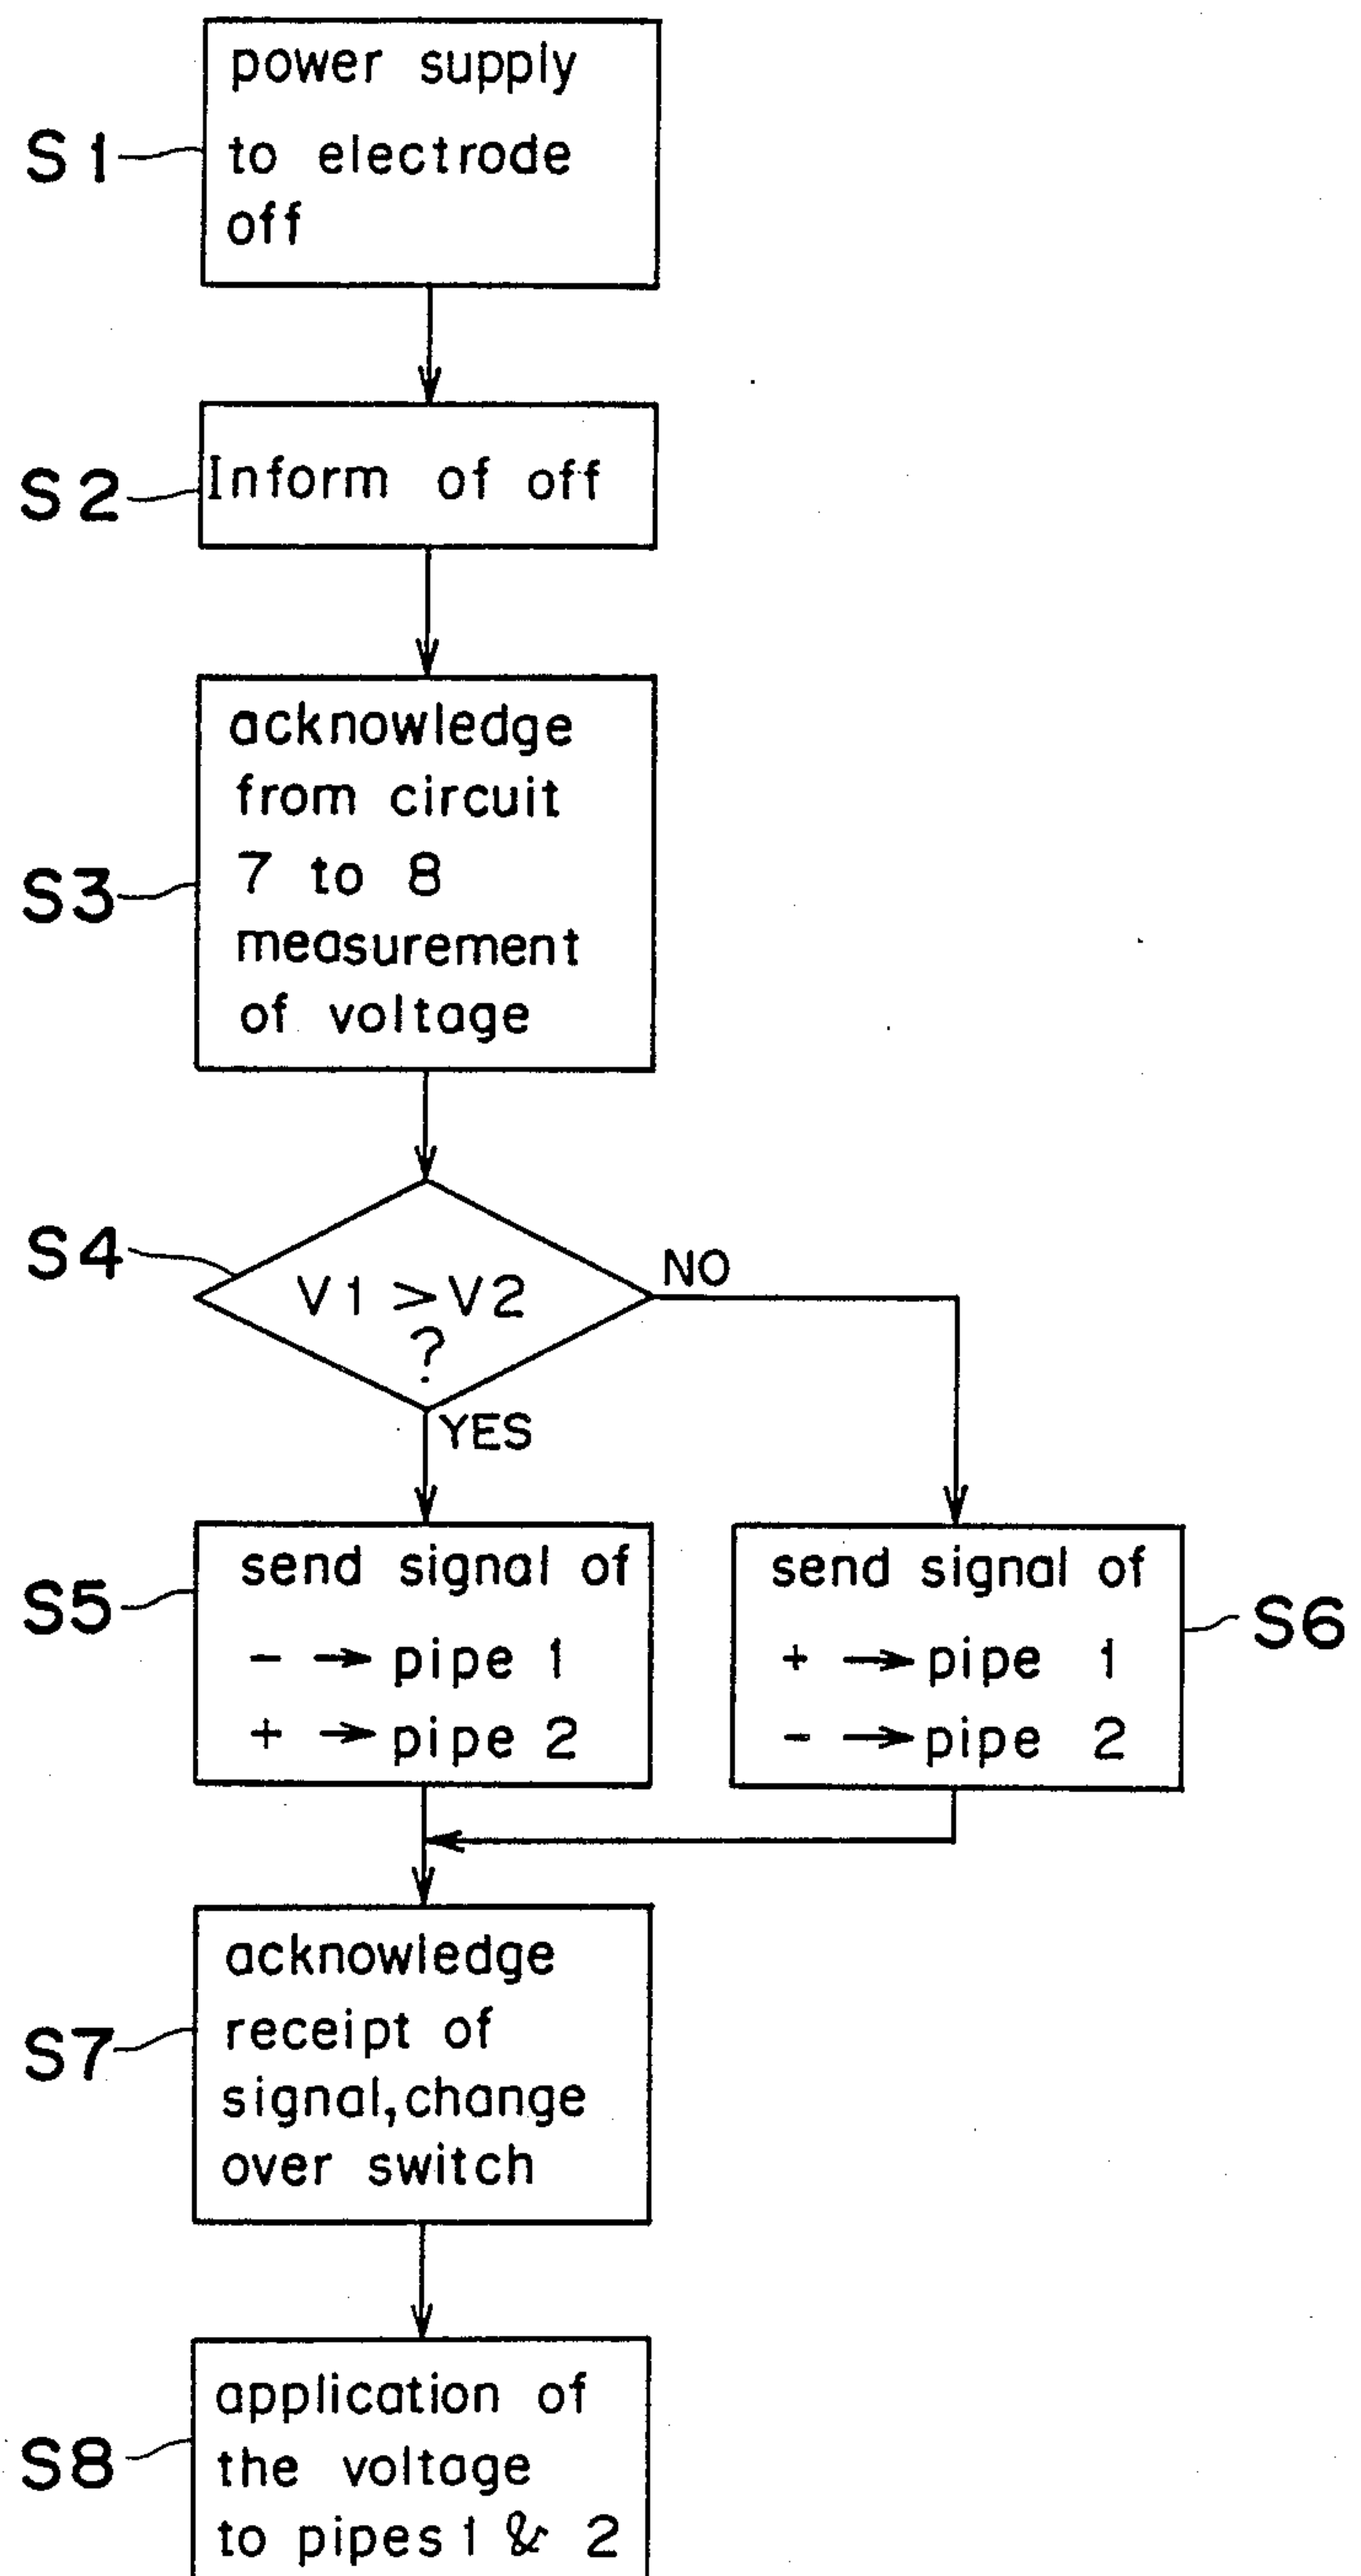 power supply
S1
to electrode
off
S2
Inform of off
acknowledge
from circuit
7 to 8
S3
measurement
of voltage
S4
V1 > V2
?
NO
YES
send signal of
S5
- → pipe 1
+ → pipe 2
send signal of
S6
+ → pipe 1
- → pipe 2
acknowledge
receipt of
S7
signal, change
over switch
application of
S8
the voltage
to pipes 1 & 2